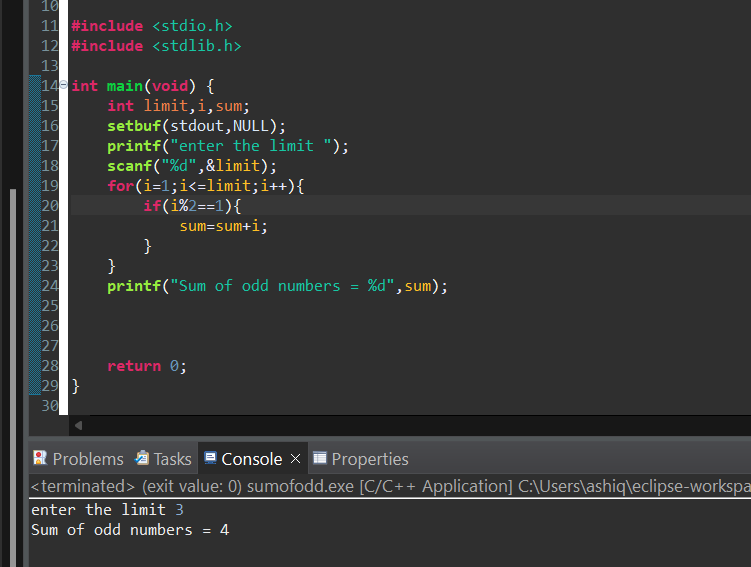 10
11 #include <stdio.h>
12 #include <stdlib.h>
13
14 int main(void) {
15 int limit,i,sum;
16 setbuf(stdout,NULL);
17 printf("enter the limit ");
18 scanf("%d",&limit);
19 for(i=1;i<=limit;i++){
20 if(i%2==1){
21 sum=sum+i;
22 }
23 }
24 printf("Sum of odd numbers = %d",sum);
25
26
27
28 return 0;
29 }
30
Problems Tasks Console Properties
<terminated> (exit value: 0) sumofodd.exe [C/C++ Application] C:\Users\ashiq\eclipse-workspa
enter the limit 3
Sum of odd numbers = 4